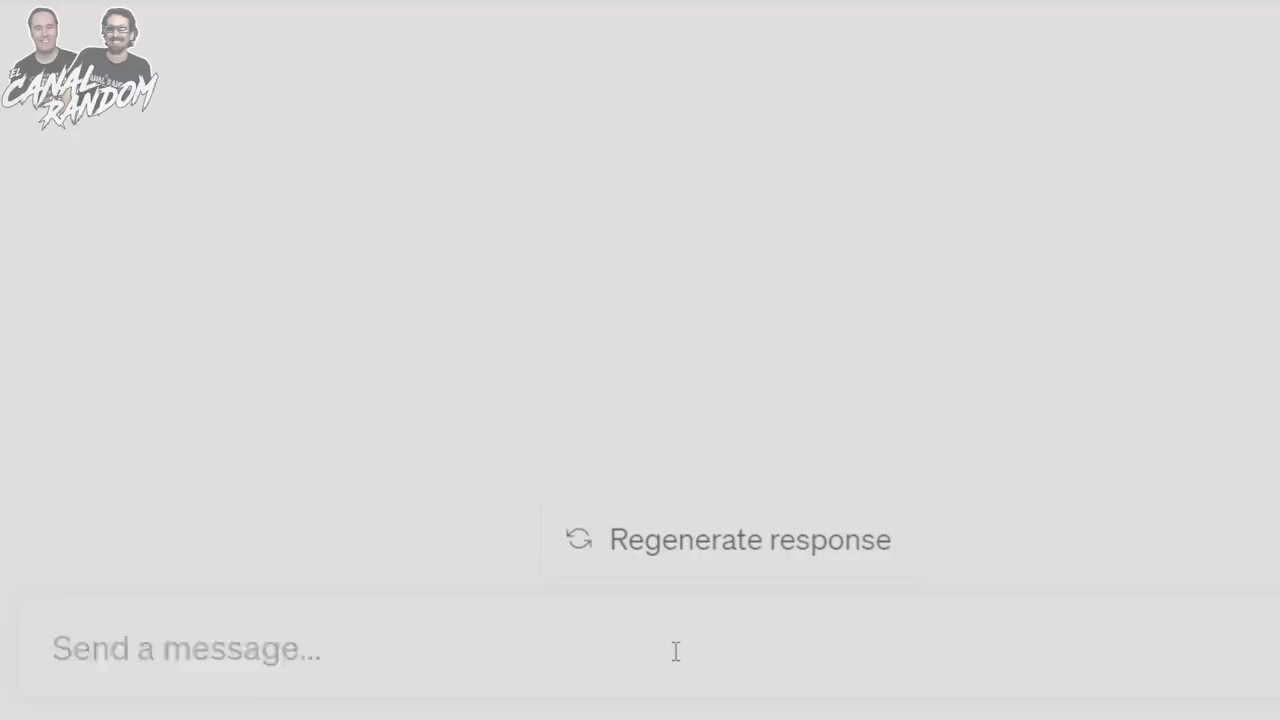 EL
CANAL
RANDOM
Regenerate response
Send a message...